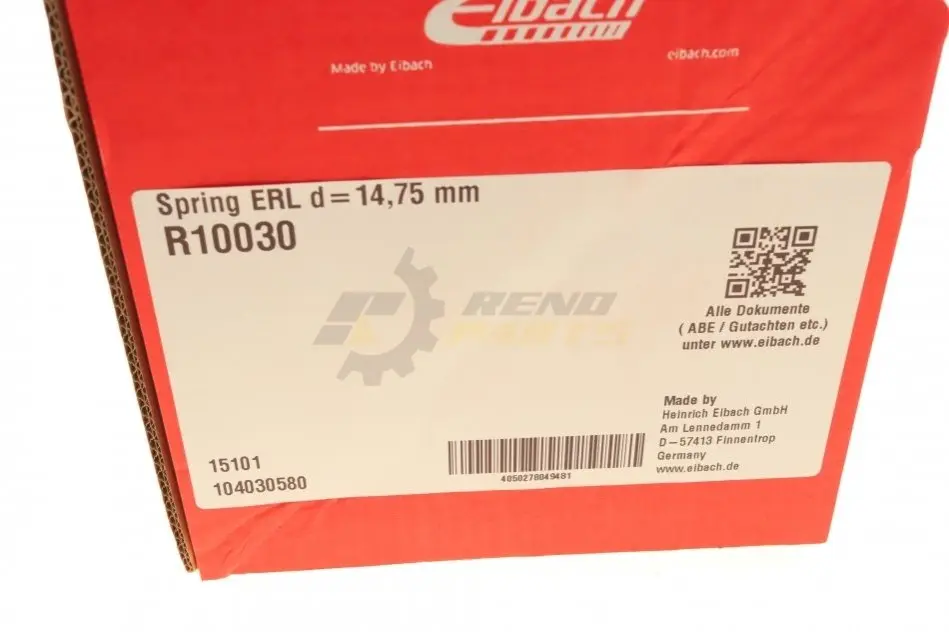 Eibach
Made by Eibach
eibach.com
Spring ERL d=14,75 mm
R10030
RENO
PARTS
Alle Dokumente
( ABE / Gutachten etc.)
unter www.eibach.de
Made by
Heinrich Eibach GmbH
Am Lennedamm 1
D–57413 Finnentrop
Germany
www.eibach.de
15101
104030580
4050278049481